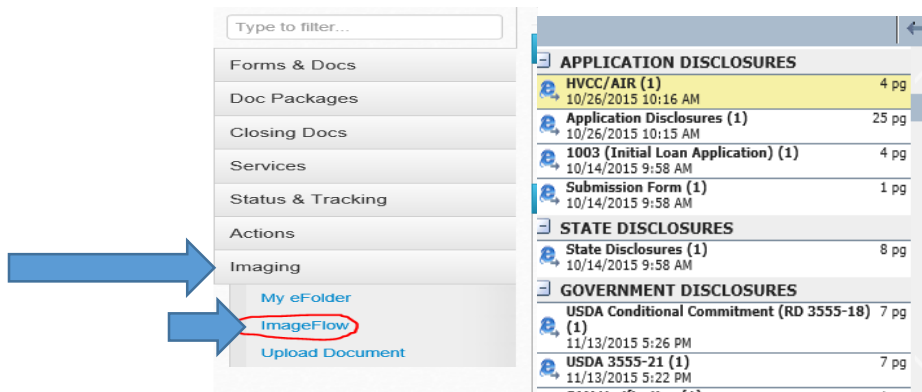 Type to filter...
Forms & Docs
Doc Packages
Closing Docs
Services
Status & Tracking
Actions
Imaging
My eFolder
ImageFlow
Upload Document
APPLICATION DISCLOSURES
HVCC/AIR (1) 4 pg
10/26/2015 10:16 AM
Application Disclosures (1) 25 pg
10/26/2015 10:15 AM
1003 (Initial Loan Application) (1) 4 pg
10/14/2015 9:58 AM
Submission Form (1) 1 pg
10/14/2015 9:58 AM
STATE DISCLOSURES
State Disclosures (1) 8 pg
10/14/2015 9:58 AM
GOVERNMENT DISCLOSURES
USDA Conditional Commitment (RD 3555-18) 7 pg
(1)
11/13/2015 5:26 PM
USDA 3555-21 (1) 7 pg
11/13/2015 5:22 PM